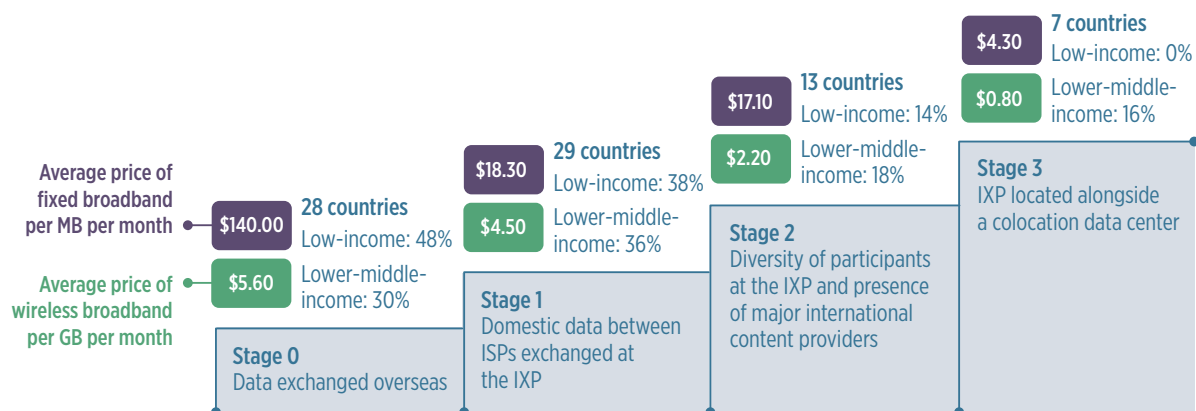 Average price of
fixed broadband
per MB per month
Average price of
wireless broadband
per GB per month
$140.00
28 countries
Low-income: 48%
$5.60
Lower-middle-
income: 30%
Stage 0
Data exchanged overseas
$18.30
29 countries
Low-income: 38%
$4.50
Lower-middle-
income: 36%
Stage 1
Domestic data between
ISPs exchanged at
the IXP
$17.10
13 countries
Low-income: 14%
$2.20
Lower-middle-
income: 18%
Stage 2
Diversity of participants
at the IXP and presence
of major international
content providers
$4.30
7 countries
Low-income: 0%
$0.80
Lower-middle-
income: 16%
Stage 3
IXP located alongside
a colocation data center